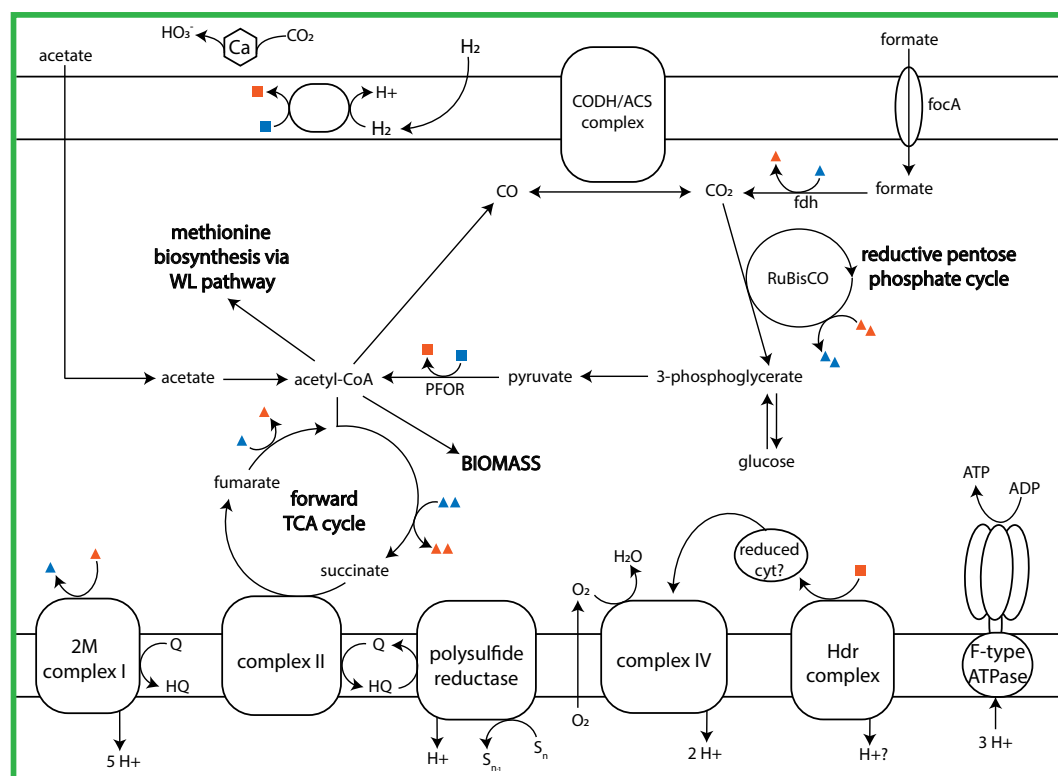 HO₃⁻
Ca
CO₂
acetate
H₂
formate
H+
H₂
CODH/ACS
complex
focA
CO
CO₂
fdh
formate
methionine
biosynthesis via
WL pathway
RuBisCO
reductive pentose
phosphate cycle
acetate
acetyl-CoA
PFOR
pyruvate
3-phosphoglycerate
glucose
BIOMASS
fumarate
forward
TCA cycle
succinate
ATP
ADP
H₂O
O₂
reduced
cyt?
2M
complex I
Q
HQ
complex II
Q
HQ
polysulfide
reductase
complex IV
Hdr
complex
F-type
ATPase
O₂
5 H+
H+
Sₙ₋₁
Sₙ
2 H+
H+?
3 H+